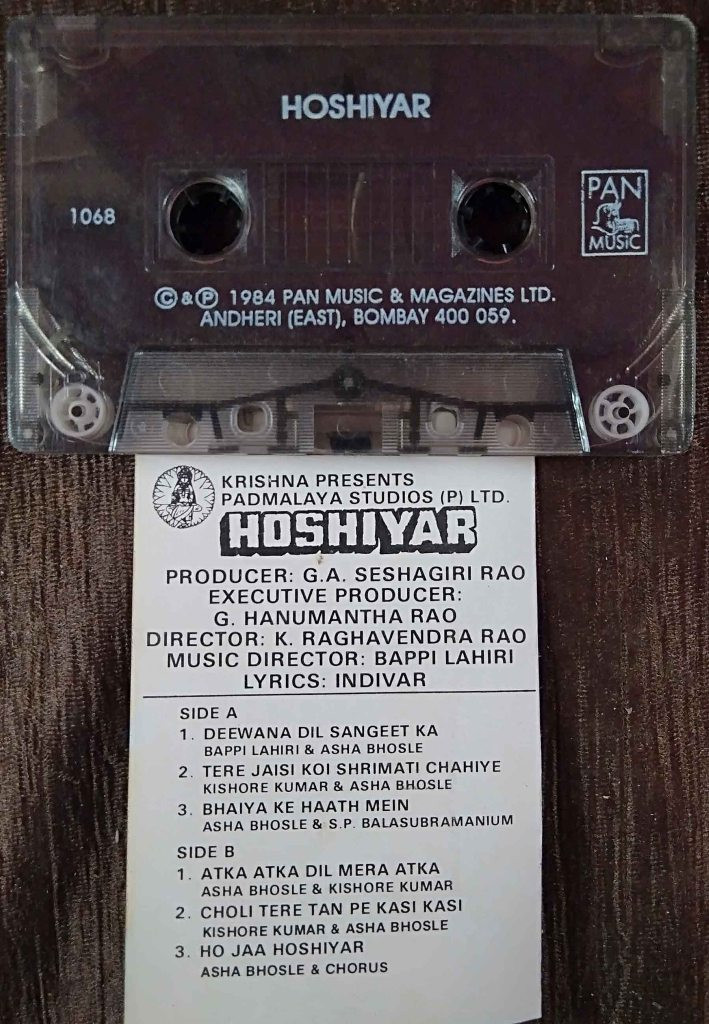 HOSHIYAR
1068
PAN
MUSIC
© & ℗ 1984 PAN MUSIC & MAGAZINES LTD.
ANDHERI (EAST), BOMBAY 400 059.
KRISHNA PRESENTS
PADMALAYA STUDIOS (P) LTD.
HOSHIYAR
PRODUCER: G.A. SESHAGIRI RAO
EXECUTIVE PRODUCER:
G. HANUMANTHA RAO
DIRECTOR: K. RAGHAVENDRA RAO
MUSIC DIRECTOR: BAPPI LAHIRI
LYRICS: INDIVAR
SIDE A
1. DEEWANA DIL SANGEET KA
BAPPI LAHIRI & ASHA BHOSLE
2. TERE JAISI KOI SHRIMATI CHAHIYE
KISHORE KUMAR & ASHA BHOSLE
3. BHAIYA KE HAATH MEIN
ASHA BHOSLE & S.P. BALASUBRAMANIUM
SIDE B
1. ATKA ATKA DIL MERA ATKA
ASHA BHOSLE & KISHORE KUMAR
2. CHOLI TERE TAN PE KASI KASI
KISHORE KUMAR & ASHA BHOSLE
3. HO JAA HOSHIYAR
ASHA BHOSLE & CHORUS